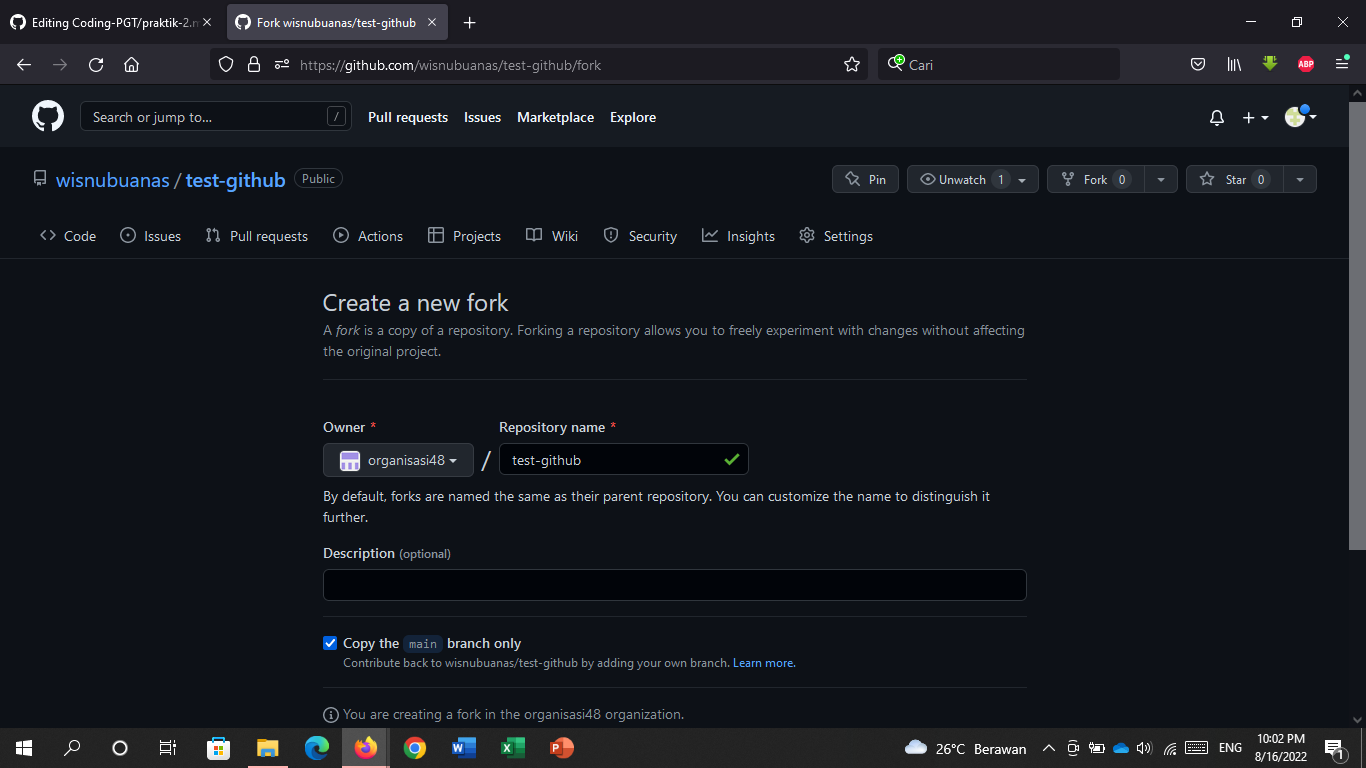 Editing Coding-PGT/praktik-2.m
Fork wisnubuanas/test-github
https://github.com/wisnubuanas/test-github/fork
Cari
ABP
Search or jump to...
/
Pull requests
Issues
Marketplace
Explore
wisnubuanas / test-github
Public
Pin
Unwatch 1
Fork 0
Star 0
Code
Issues
Pull requests
Actions
Projects
Wiki
Security
Insights
Settings
Create a new fork
A fork is a copy of a repository. Forking a repository allows you to freely experiment with changes without affecting
the original project.
Owner *
Repository name *
organisasi48
/
test-github
By default, forks are named the same as their parent repository. You can customize the name to distinguish it
further.
Description (optional)
Copy the main branch only
Contribute back to wisnubuanas/test-github by adding your own branch. Learn more.
You are creating a fork in the organisasi48 organization.
26°C Berawan
ENG
10:02 PM
8/16/2022
1